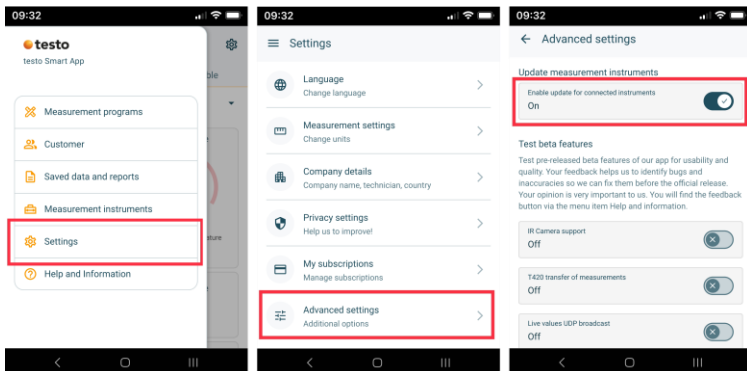 09:32
testo
testo Smart App
ble
Measurement programs
Customer
Saved data and reports
Measurement instruments
ature
Settings
Help and Information
09:32
Settings
Language
Change language
Measurement settings
Change units
Company details
Company name, technician, country
Privacy settings
Help us to improve!
My subscriptions
Manage subscriptions
Advanced settings
Additional options
09:32
Advanced settings
Update measurement instruments
Enable update for connected instruments
On
Test beta features
Test pre-released beta features of our app for usability and
quality. Your feedback helps us to identify bugs and
inaccuracies so we can fix them before the official release.
Your opinion is very important to us. You will find the feedback
button via the menu item Help and information.
IR Camera support
Off
T420 transfer of measurements
Off
Live values UDP broadcast
Off